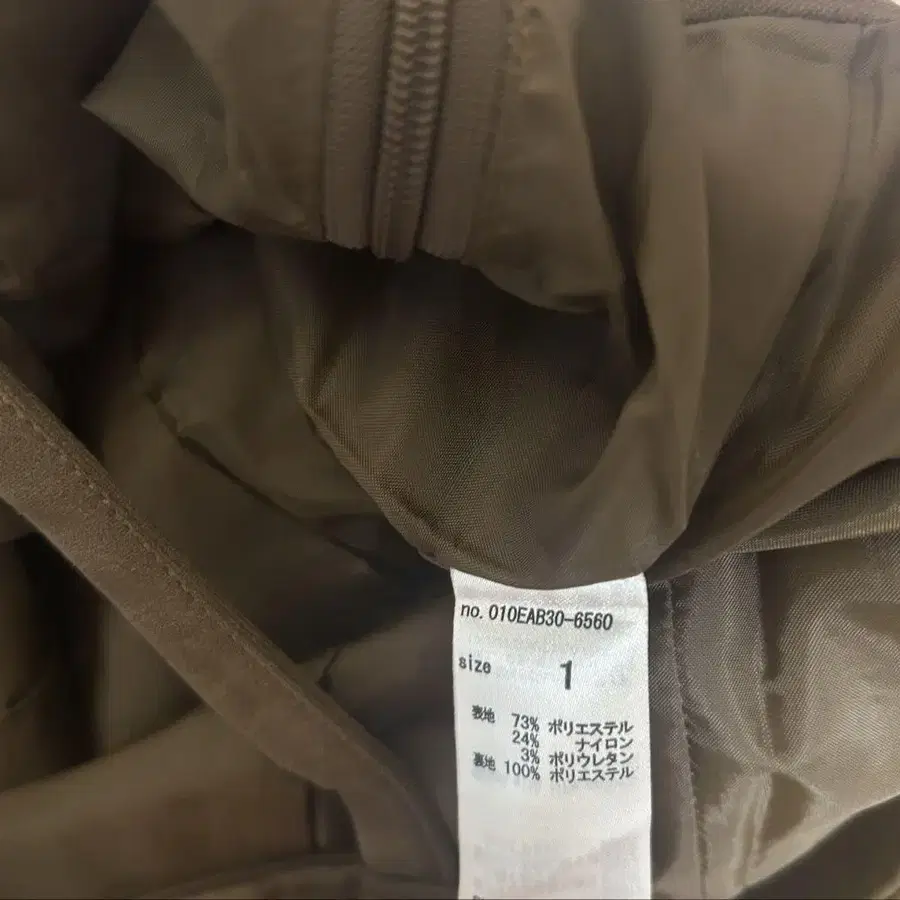 no. 010EAB30-6560
size 1
表地 73% ポリエステル
24% ナイロン
3% ポリウレタン
裏地 100% ポリエステル